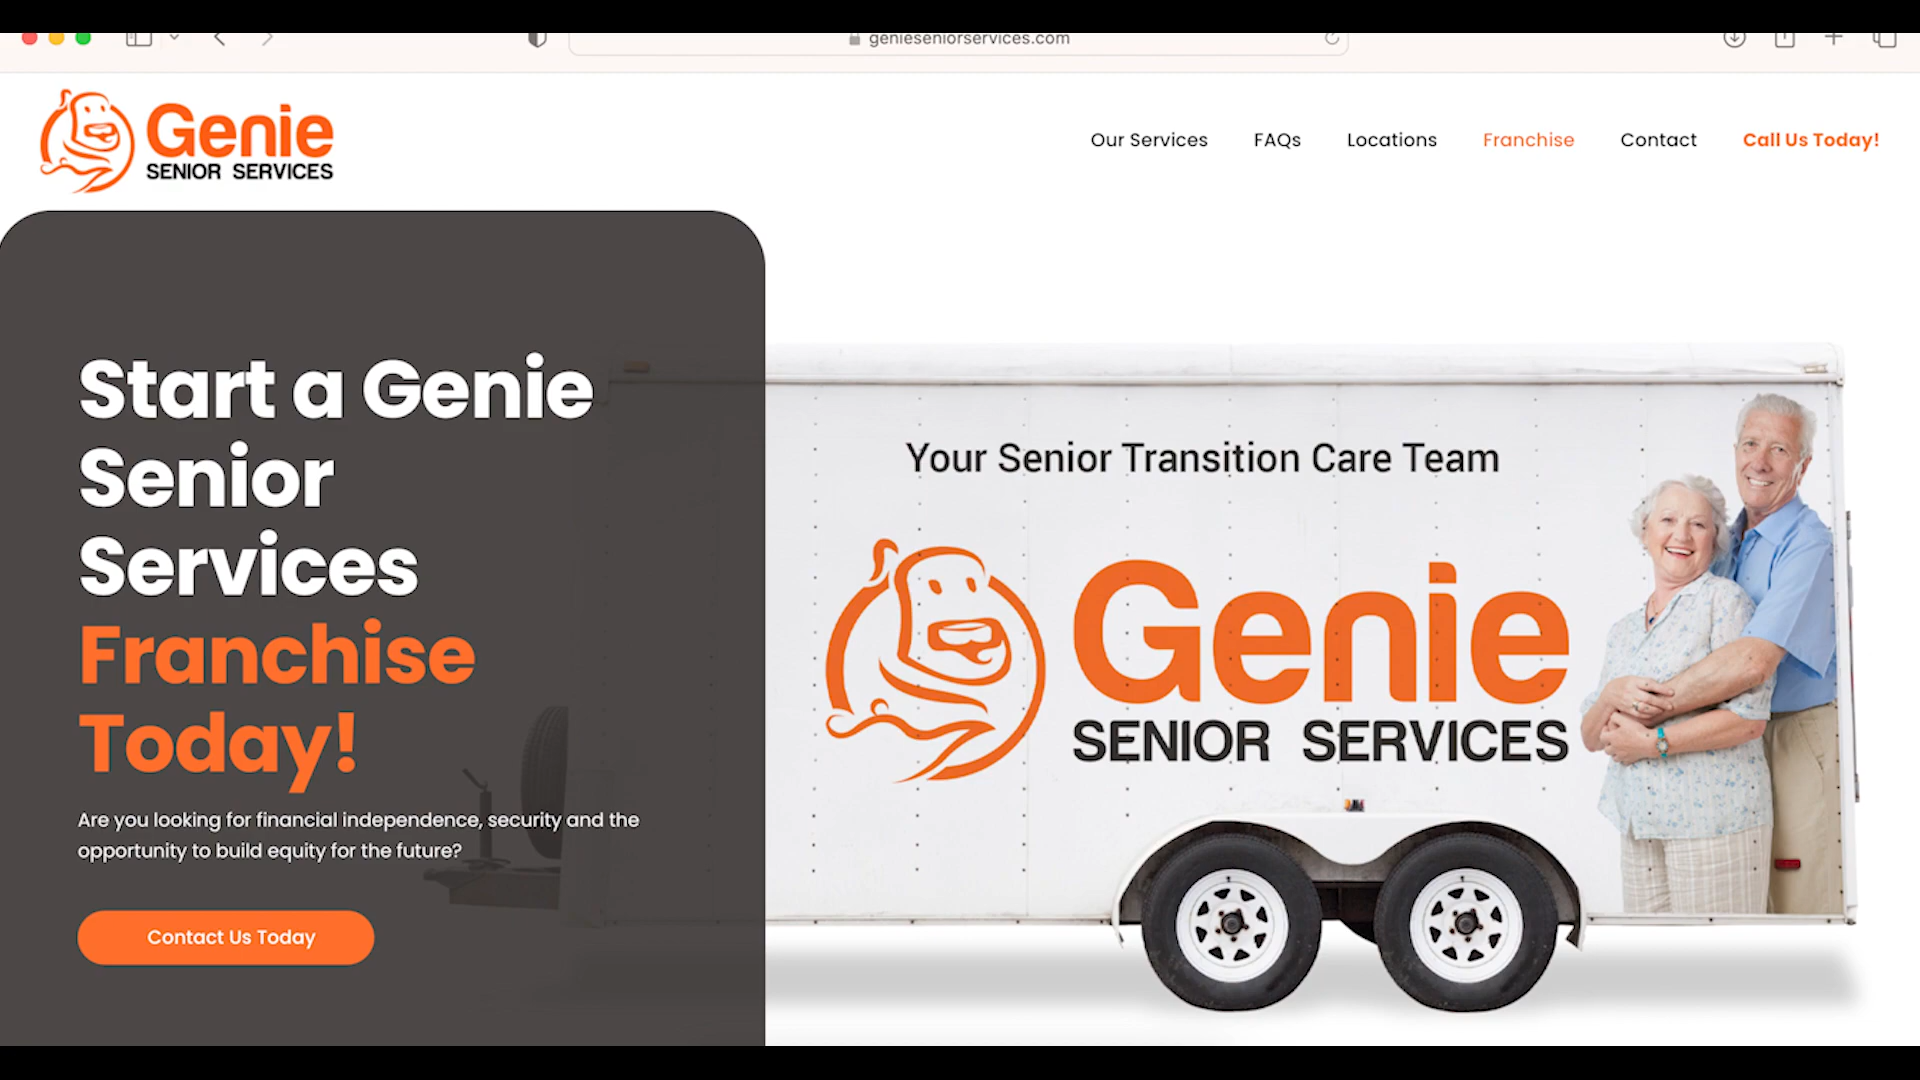 genieseniorservices.com
Genie
SENIOR SERVICES
Our Services
FAQs
Locations
Franchise
Contact
Call Us Today!
Start a Genie
Senior
Services
Franchise
Today!
Are you looking for financial independence, security and the
opportunity to build equity for the future?
Contact Us Today
Your Senior Transition Care Team
Genie
SENIOR SERVICES